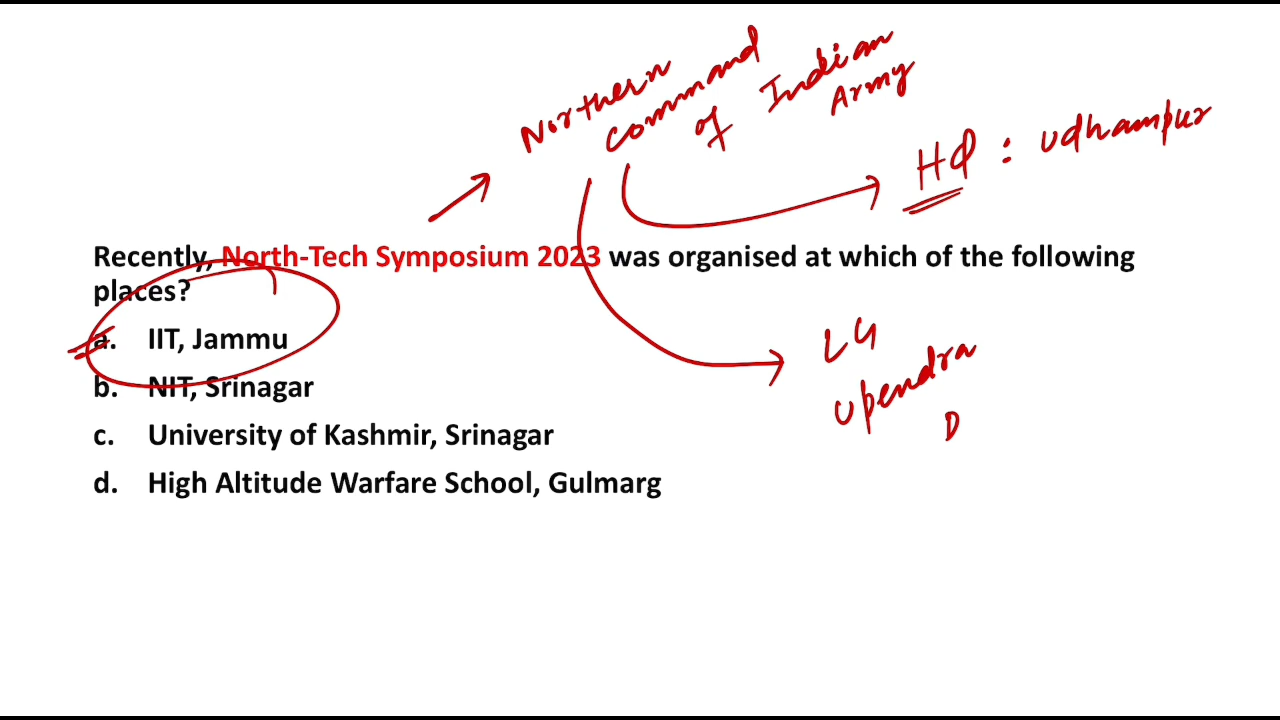 Northern
command
of Indian
Army
HQ : Udhampur
Recently, North-Tech Symposium 2023 was organised at which of the following
places?
a. IIT, Jammu
b. NIT, Srinagar
c. University of Kashmir, Srinagar
d. High Altitude Warfare School, Gulmarg
LG
Upendra
D